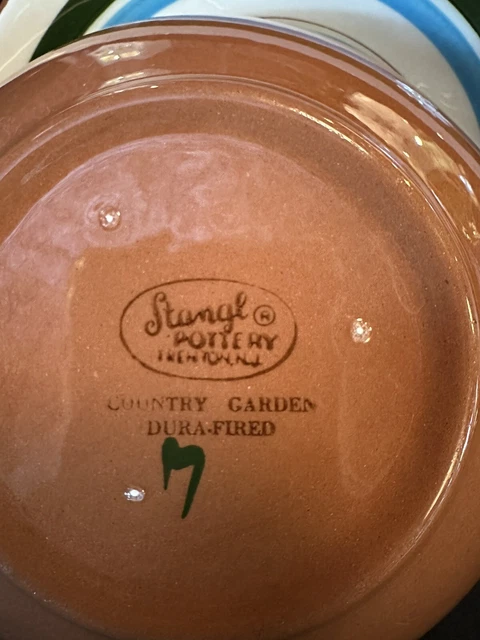 Stangl ®
POTTERY
TRENTON, N.J.
COUNTRY GARDEN
DURA-FIRED